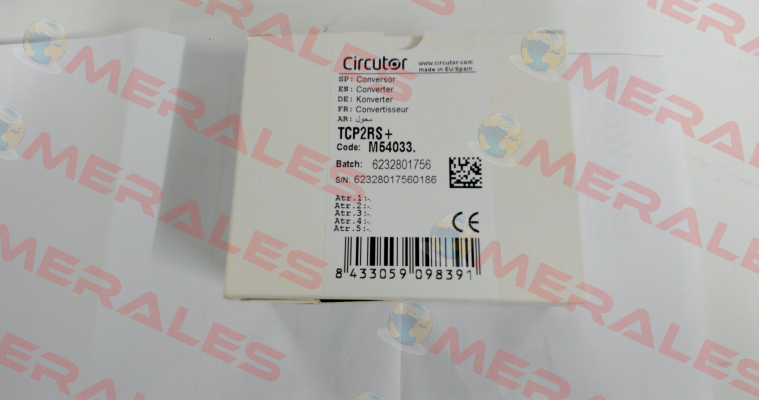 Circutor www.circutor.com
made in EU/Spain
SP: Conversor
EN: Converter
DE: Konverter
FR: Convertisseur
AR: محول
TCP2RS+
Code: M54033.
Batch: 6232801756
S/N: 62328017560186
Atr.1:-.
Atr.2:-.
Atr.3:-.
Atr.4:-.
Atr.5:-.
CE
8 433059 098391
MERALES
MERALES
MERALES
MERALES
MERALES
MERALES